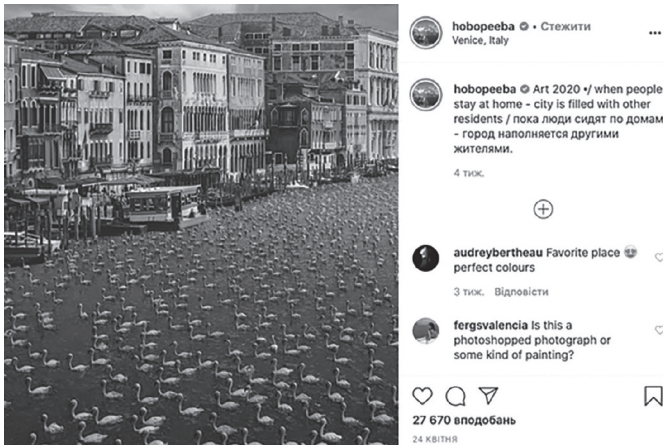 hobopeeba • Стежити
Venice, Italy
hobopeeba Art 2020 •/ when people
stay at home - city is filled with other
residents / пока люди сидят по домам
- город наполняется другими
жителями.
4 тиж.
audreybertheau Favorite place 😍
perfect colours
3 тиж. Відповісти
fergsvalencia Is this a
photoshopped photograph or
some kind of painting?
27 670 вподобань
24 КВІТНЯ